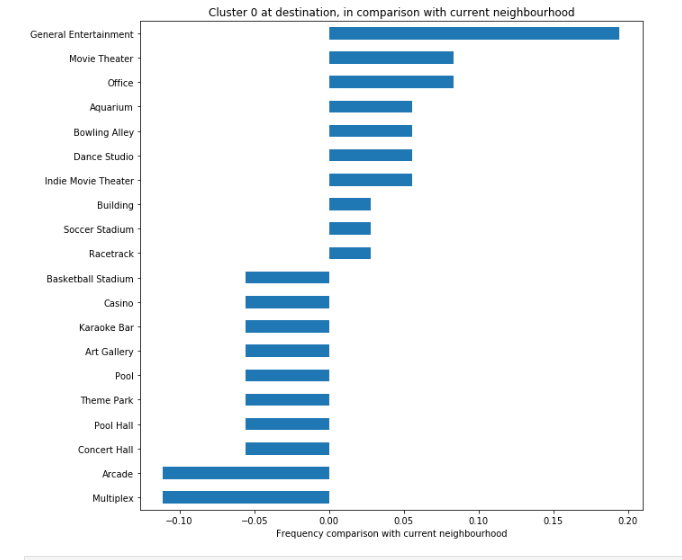 Cluster 0 at destination, in comparison with current neighbourhood
General Entertainment
Movie Theater
Office
Aquarium
Bowling Alley
Dance Studio
Indie Movie Theater
Building
Soccer Stadium
Racetrack
Basketball Stadium
Casino
Karaoke Bar
Art Gallery
Pool
Theme Park
Pool Hall
Concert Hall
Arcade
Multiplex
−0.10 −0.05 0.00 0.05 0.10 0.15 0.20
Frequency comparison with current neighbourhood